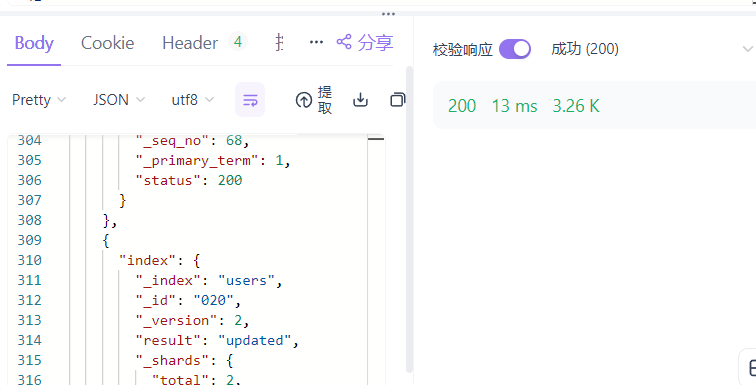 Body Cookie Header 4 ··· 分享
校验响应 成功 (200)
Pretty JSON utf8 提取
200 13 ms 3.26 K
304 "_seq_no": 68,
305 "_primary_term": 1,
306 "status": 200
307 }
308 },
309 {
310 "index": {
311 "_index": "users",
312 "_id": "020",
313 "_version": 2,
314 "result": "updated",
315 "_shards": {
316 "total": 2,